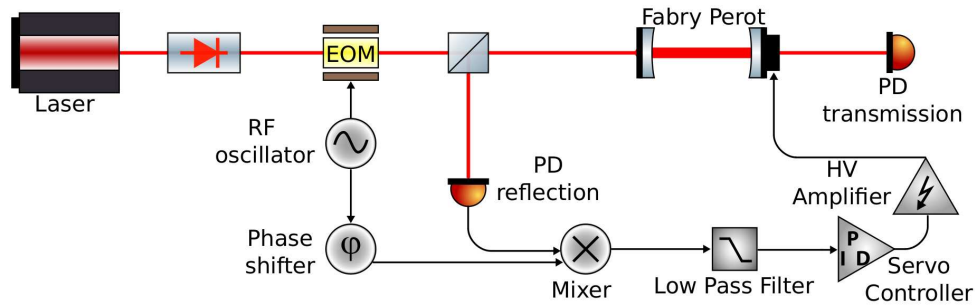 Fabry Perot
EOM
Laser
PD
transmission
RF
oscillator
PD
reflection
HV
Amplifier
Phase
shifter
φ
Mixer
Low Pass Filter
P
I D
Servo
Controller